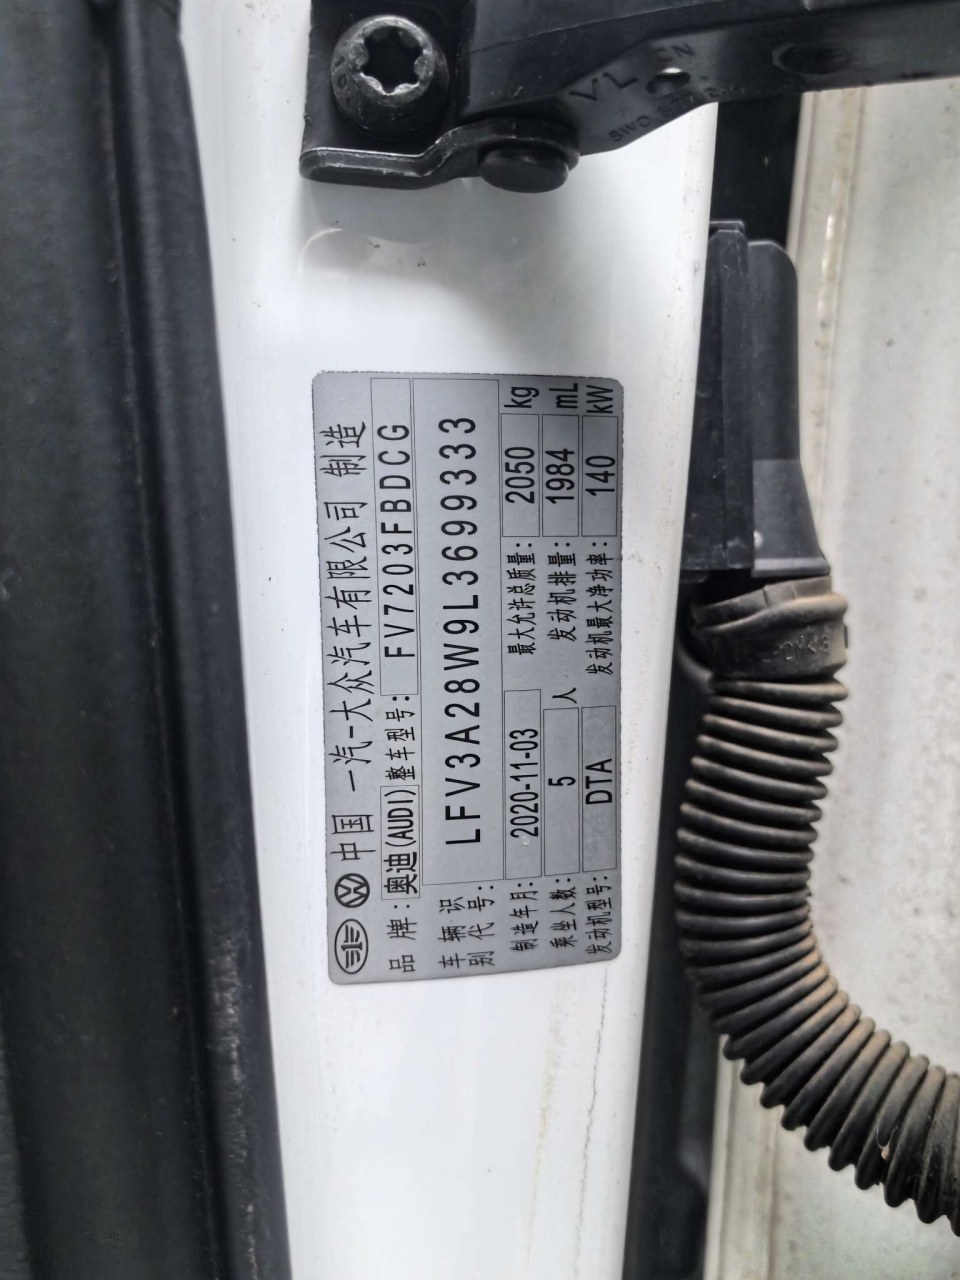 中国 一汽-大众汽车有限公司 制造
品牌: 奥迪(AUDI) 整车型号: FV7203FBDCG
车辆识别代号: LFV3A28W9L3699333
制造年月: 2020-11-03 最大允许总质量: 2050 kg
乘坐人数: 5 人 发动机排量: 1984 mL
发动机型号: DTA 发动机最大净功率: 140 kW